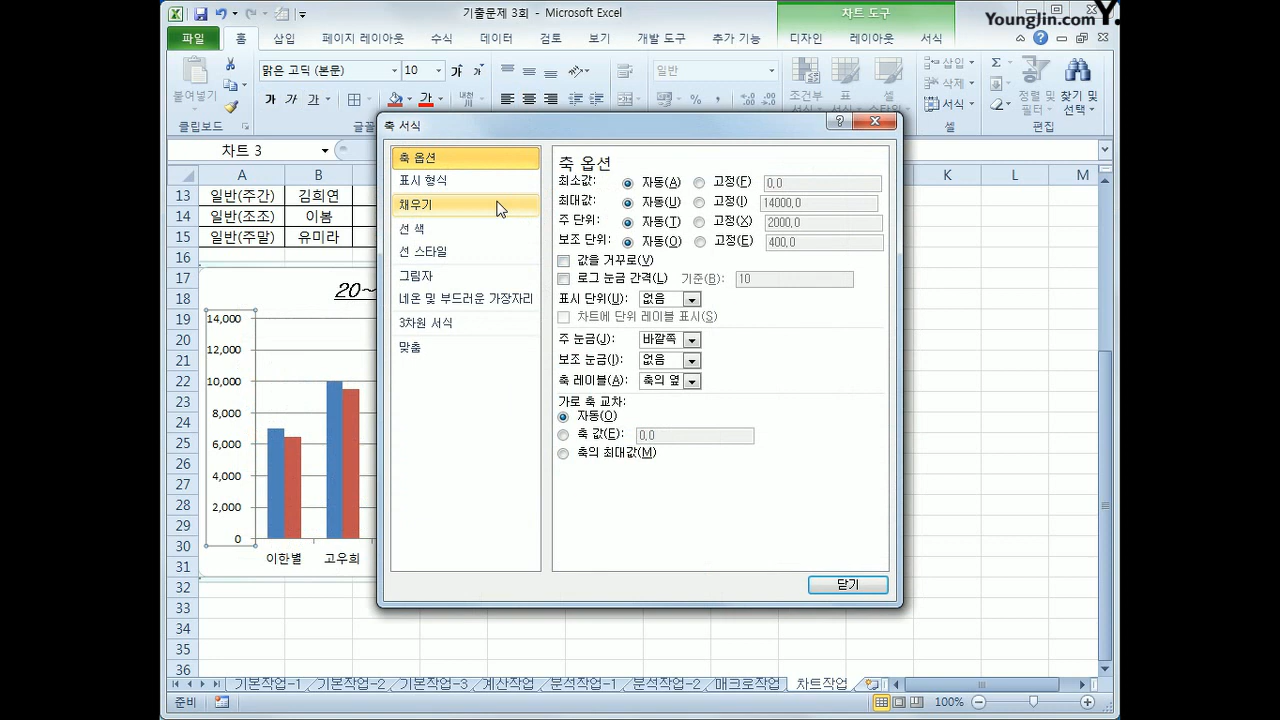 기출문제 3회 - Microsoft Excel
차트 도구
YoungJin.com Y.
파일 홈 삽입 페이지 레이아웃 수식 데이터 검토 보기 개발 도구 추가 기능 디자인 레이아웃 서식
붙여넣기
클립보드
맑은 고딕 (본문) 10
가 가 가 가
일반
조건부
표
셀
삽입
삭제
서식
셀
정렬 및 필터
찾기 및 선택
편집
차트 3
A B K L M
13 일반(주간) 김희연
14 일반(조조) 이봄
15 일반(주말) 유미라
16
17
18
19
20
21
22
23
24
25
26
27
28
29
30
31
32
33
34
35
36
20~
14,000
12,000
10,000
8,000
6,000
4,000
2,000
0
이한별 고우희
축 서식
축 옵션
표시 형식
채우기
선 색
선 스타일
그림자
네온 및 부드러운 가장자리
3차원 서식
맞춤
축 옵션
최소값: 자동(A) 고정(F) 0,0
최대값: 자동(U) 고정(I) 14000,0
주 단위: 자동(T) 고정(X) 2000,0
보조 단위: 자동(O) 고정(E) 400,0
값을 거꾸로(V)
로그 눈금 간격(L) 기준(B): 10
표시 단위(U): 없음
차트에 단위 레이블 표시(S)
주 눈금(J): 바깥쪽
보조 눈금(I): 없음
축 레이블(A): 축의 옆
가로 축 교차:
자동(O)
축 값(E): 0,0
축의 최대값(M)
닫기
기본작업-1 기본작업-2 기본작업-3 계산작업 분석작업-1 분석작업-2 매크로작업 차트작업
준비
100%